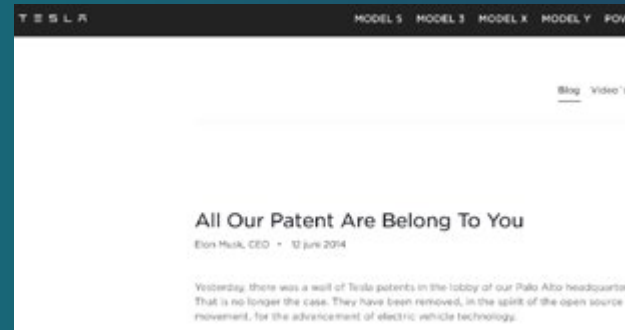 TESLA MODEL S MODEL 3 MODEL X MODEL Y
Blog
All Our Patent Are Belong To You
Elon Musk, CEO • 12 juni 2014
Yesterday, there was a wall of Tesla patents in the lobby of our Palo Alto
That is no longer the case. They have been removed, in the spirit of the open source
movement, for the advancement of electric vehicle technology.